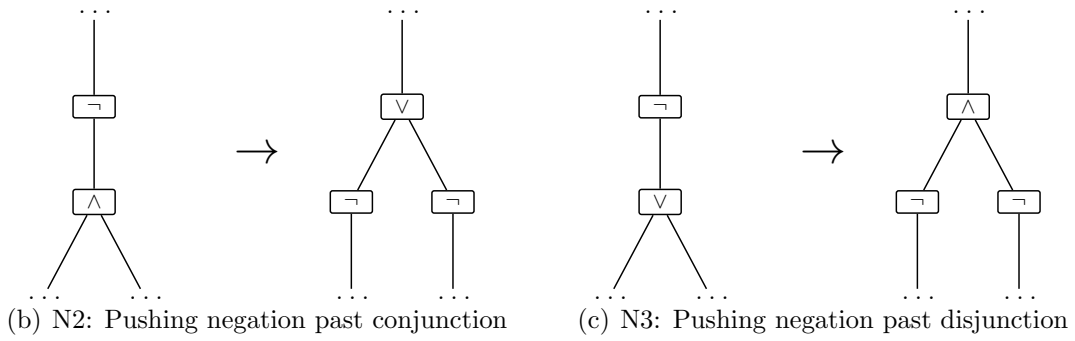 ... ... ... ...
¬ ∨ ¬ ∧
→ →
∧ ¬ ¬ ∨ ¬ ¬
... ... ... ... ... ... ... ...
(b) N2: Pushing negation past conjunction
(c) N3: Pushing negation past disjunction